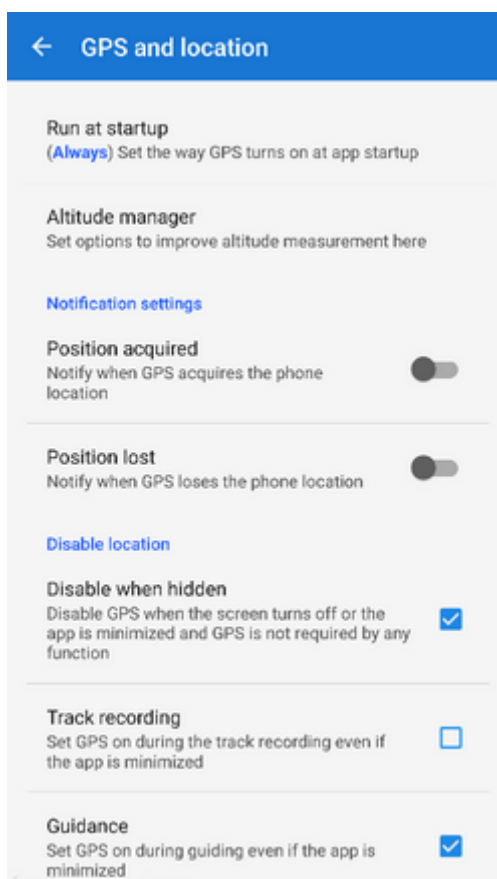 GPS and location
Run at startup
(Always) Set the way GPS turns on at app startup
Altitude manager
Set options to improve altitude measurement here
Notification settings
Position acquired
Notify when GPS acquires the phone
location
Position lost
Notify when GPS loses the phone location
Disable location
Disable when hidden
Disable GPS when the screen turns off or the
app is minimized and GPS is not required by any
function
Track recording
Set GPS on during the track recording even if
the app is minimized
Guidance
Set GPS on during guiding even if the app is
minimized